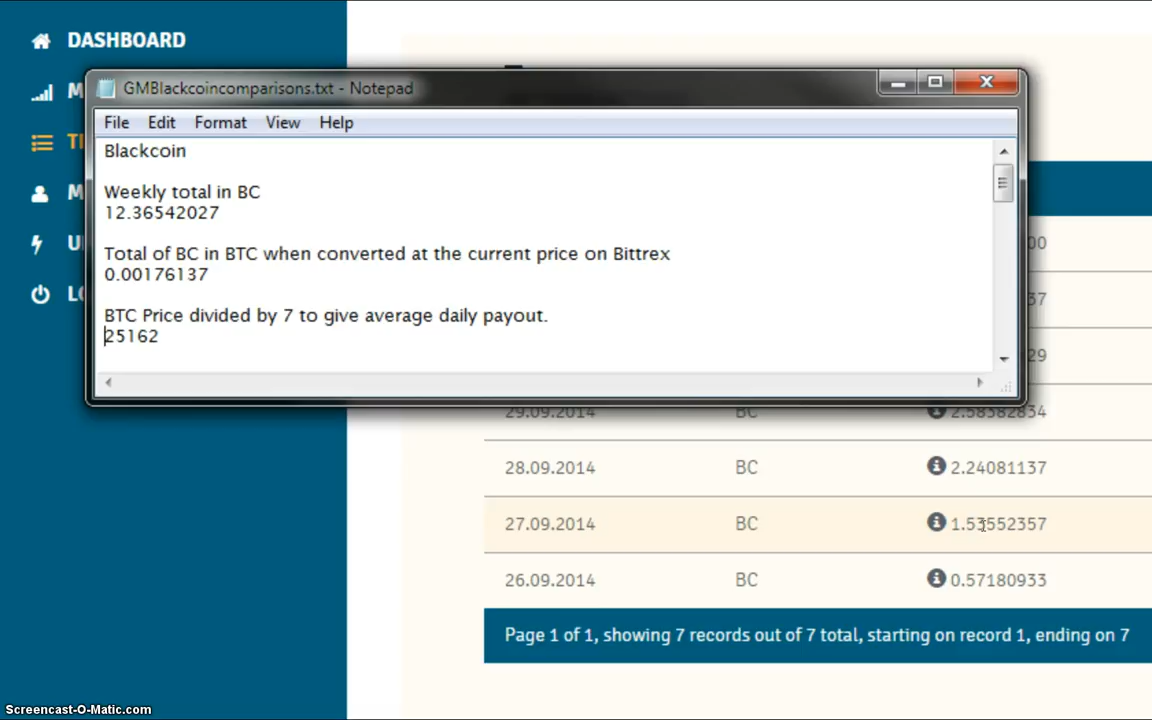 DASHBOARD
GMBlackcoincomparisons.txt - Notepad
File Edit Format View Help
Blackcoin
Weekly total in BC
12.36542027
Total of BC in BTC when converted at the current price on Bittrex
0.00176137
BTC Price divided by 7 to give average daily payout.
25162
29.09.2014 BC 2.58382834
28.09.2014 BC 2.24081137
27.09.2014 BC 1.53552357
26.09.2014 BC 0.57180933
Page 1 of 1, showing 7 records out of 7 total, starting on record 1, ending on 7
Screencast-O-Matic.com